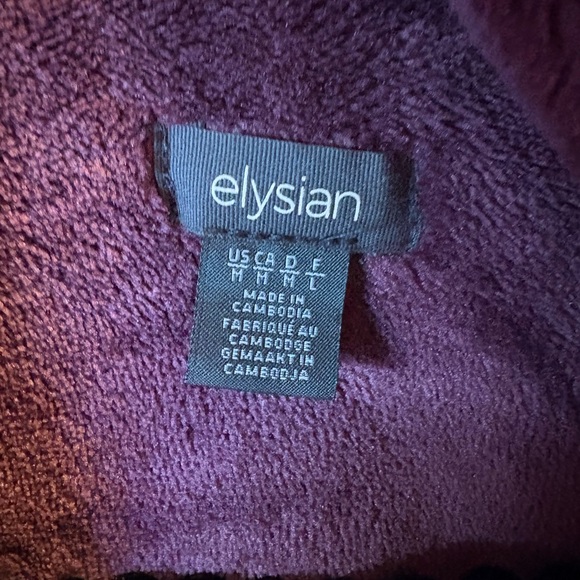 elysian
US CA D F
M M M L
MADE IN
CAMBODIA
FABRIQUÉ AU
CAMBODGE
GEMAAKT IN
CAMBODJA